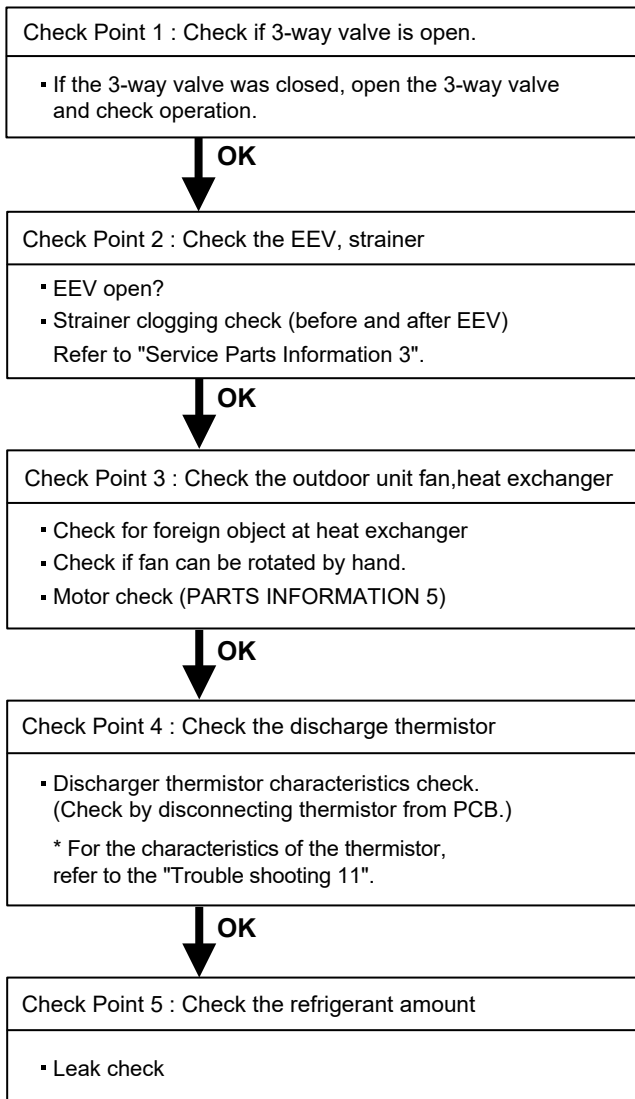 Check Point 1 : Check if 3-way valve is open.
▪ If the 3-way valve was closed, open the 3-way valve
and check operation.
OK
Check Point 2 : Check the EEV, strainer
▪ EEV open?
▪ Strainer clogging check (before and after EEV)
Refer to "Service Parts Information 3".
OK
Check Point 3 : Check the outdoor unit fan,heat exchanger
▪ Check for foreign object at heat exchanger
▪ Check if fan can be rotated by hand.
▪ Motor check (PARTS INFORMATION 5)
OK
Check Point 4 : Check the discharge thermistor
▪ Discharger thermistor characteristics check.
(Check by disconnecting thermistor from PCB.)
* For the characteristics of the thermistor,
refer to the "Trouble shooting 11".
OK
Check Point 5 : Check the refrigerant amount
▪ Leak check